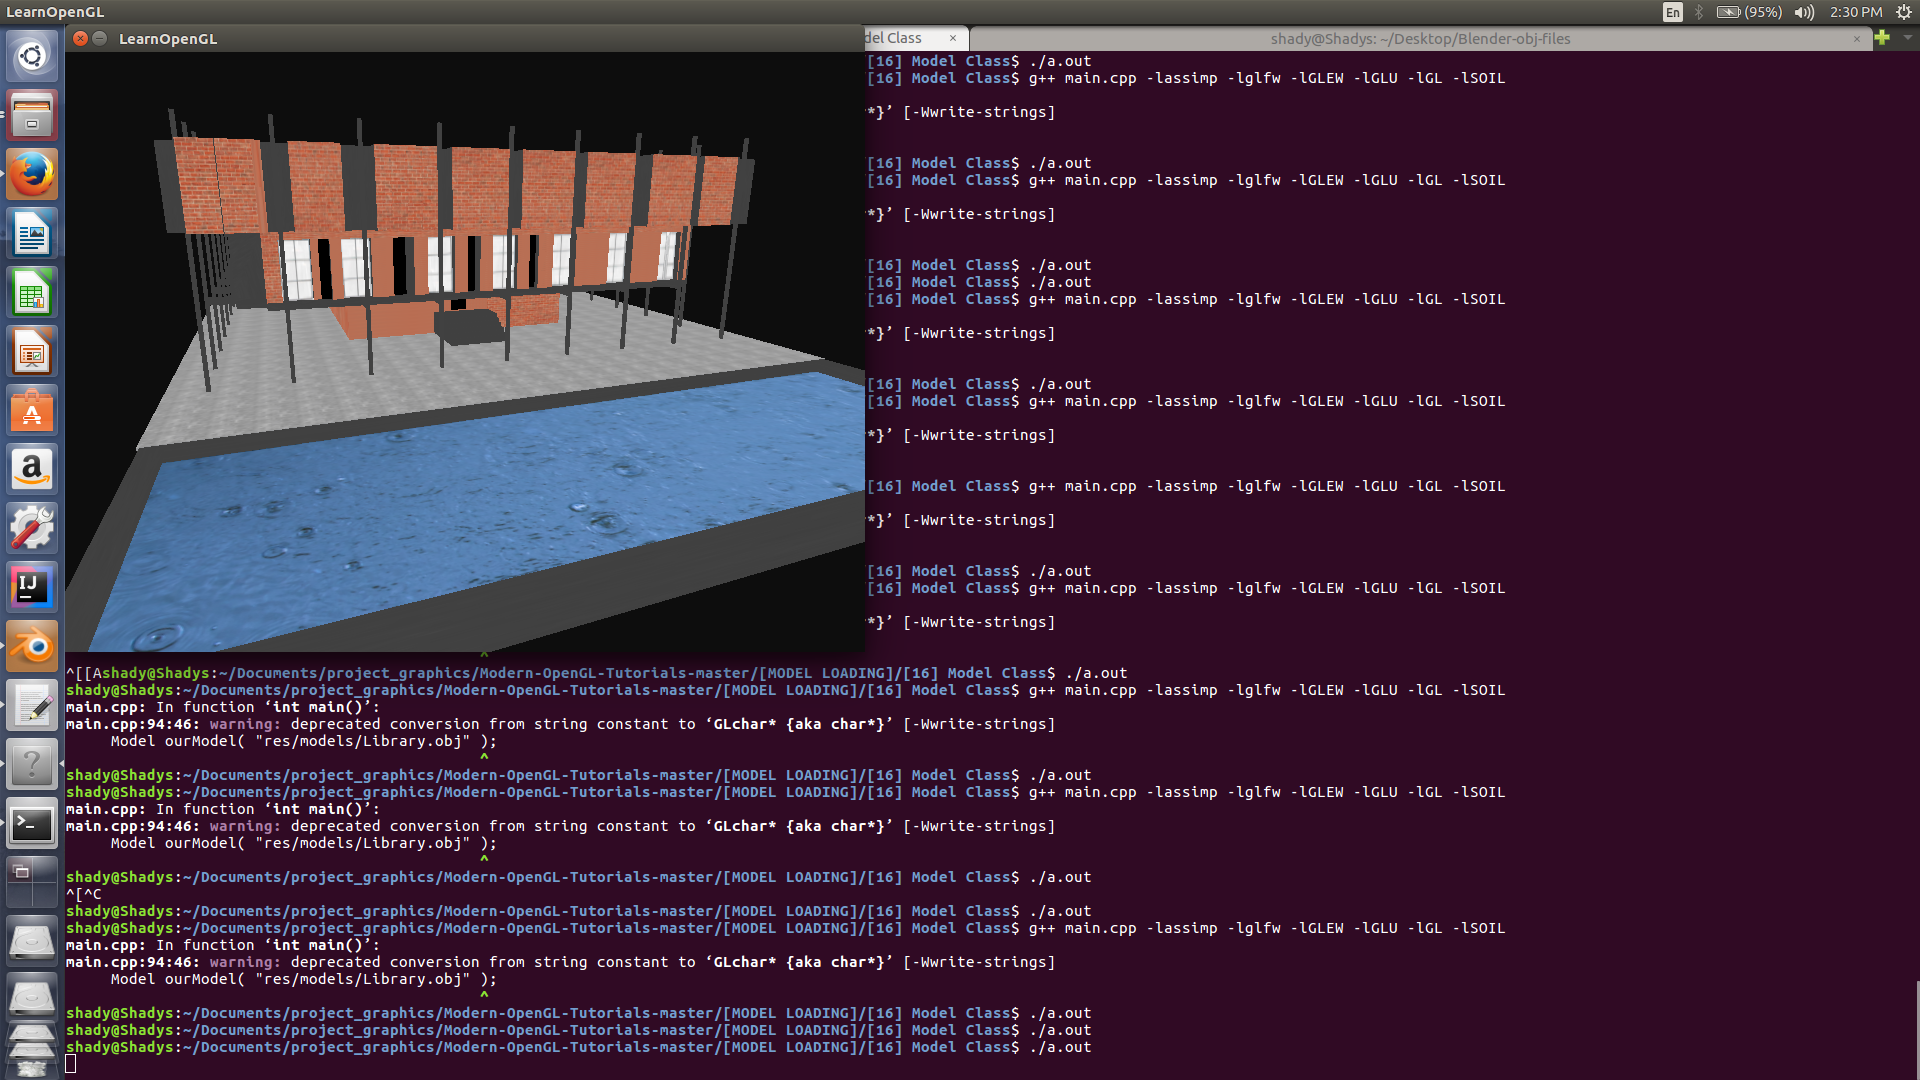 LearnOpenGL
En
(95%)
2:30 PM
LearnOpenGL
del Class ×
shady@Shadys: ~/Desktop/Blender-obj-files ×
[16] Model Class$ ./a.out
[16] Model Class$ g++ main.cpp -lassimp -lglfw -lGLEW -lGLU -lGL -lSOIL
*}’ [-Wwrite-strings]
[16] Model Class$ ./a.out
[16] Model Class$ g++ main.cpp -lassimp -lglfw -lGLEW -lGLU -lGL -lSOIL
*}’ [-Wwrite-strings]
[16] Model Class$ ./a.out
[16] Model Class$ ./a.out
[16] Model Class$ g++ main.cpp -lassimp -lglfw -lGLEW -lGLU -lGL -lSOIL
*}’ [-Wwrite-strings]
[16] Model Class$ ./a.out
[16] Model Class$ g++ main.cpp -lassimp -lglfw -lGLEW -lGLU -lGL -lSOIL
*}’ [-Wwrite-strings]
[16] Model Class$ g++ main.cpp -lassimp -lglfw -lGLEW -lGLU -lGL -lSOIL
*}’ [-Wwrite-strings]
[16] Model Class$ ./a.out
[16] Model Class$ g++ main.cpp -lassimp -lglfw -lGLEW -lGLU -lGL -lSOIL
*}’ [-Wwrite-strings]
^
^[[Ashady@Shadys:~/Documents/project_graphics/Modern-OpenGL-Tutorials-master/[MODEL LOADING]/[16] Model Class$ ./a.out
shady@Shadys:~/Documents/project_graphics/Modern-OpenGL-Tutorials-master/[MODEL LOADING]/[16] Model Class$ g++ main.cpp -lassimp -lglfw -lGLEW -lGLU -lGL -lSOIL
main.cpp: In function ‘int main()’:
main.cpp:94:46: warning: deprecated conversion from string constant to ‘GLchar* {aka char*}’ [-Wwrite-strings]
Model ourModel( "res/models/Library.obj" );
^
shady@Shadys:~/Documents/project_graphics/Modern-OpenGL-Tutorials-master/[MODEL LOADING]/[16] Model Class$ ./a.out
shady@Shadys:~/Documents/project_graphics/Modern-OpenGL-Tutorials-master/[MODEL LOADING]/[16] Model Class$ g++ main.cpp -lassimp -lglfw -lGLEW -lGLU -lGL -lSOIL
main.cpp: In function ‘int main()’:
main.cpp:94:46: warning: deprecated conversion from string constant to ‘GLchar* {aka char*}’ [-Wwrite-strings]
Model ourModel( "res/models/Library.obj" );
^
shady@Shadys:~/Documents/project_graphics/Modern-OpenGL-Tutorials-master/[MODEL LOADING]/[16] Model Class$ ./a.out
^[^C
shady@Shadys:~/Documents/project_graphics/Modern-OpenGL-Tutorials-master/[MODEL LOADING]/[16] Model Class$ ./a.out
shady@Shadys:~/Documents/project_graphics/Modern-OpenGL-Tutorials-master/[MODEL LOADING]/[16] Model Class$ g++ main.cpp -lassimp -lglfw -lGLEW -lGLU -lGL -lSOIL
main.cpp: In function ‘int main()’:
main.cpp:94:46: warning: deprecated conversion from string constant to ‘GLchar* {aka char*}’ [-Wwrite-strings]
Model ourModel( "res/models/Library.obj" );
^
shady@Shadys:~/Documents/project_graphics/Modern-OpenGL-Tutorials-master/[MODEL LOADING]/[16] Model Class$ ./a.out
shady@Shadys:~/Documents/project_graphics/Modern-OpenGL-Tutorials-master/[MODEL LOADING]/[16] Model Class$ ./a.out
shady@Shadys:~/Documents/project_graphics/Modern-OpenGL-Tutorials-master/[MODEL LOADING]/[16] Model Class$ ./a.out
A
a
IJ
?
>_